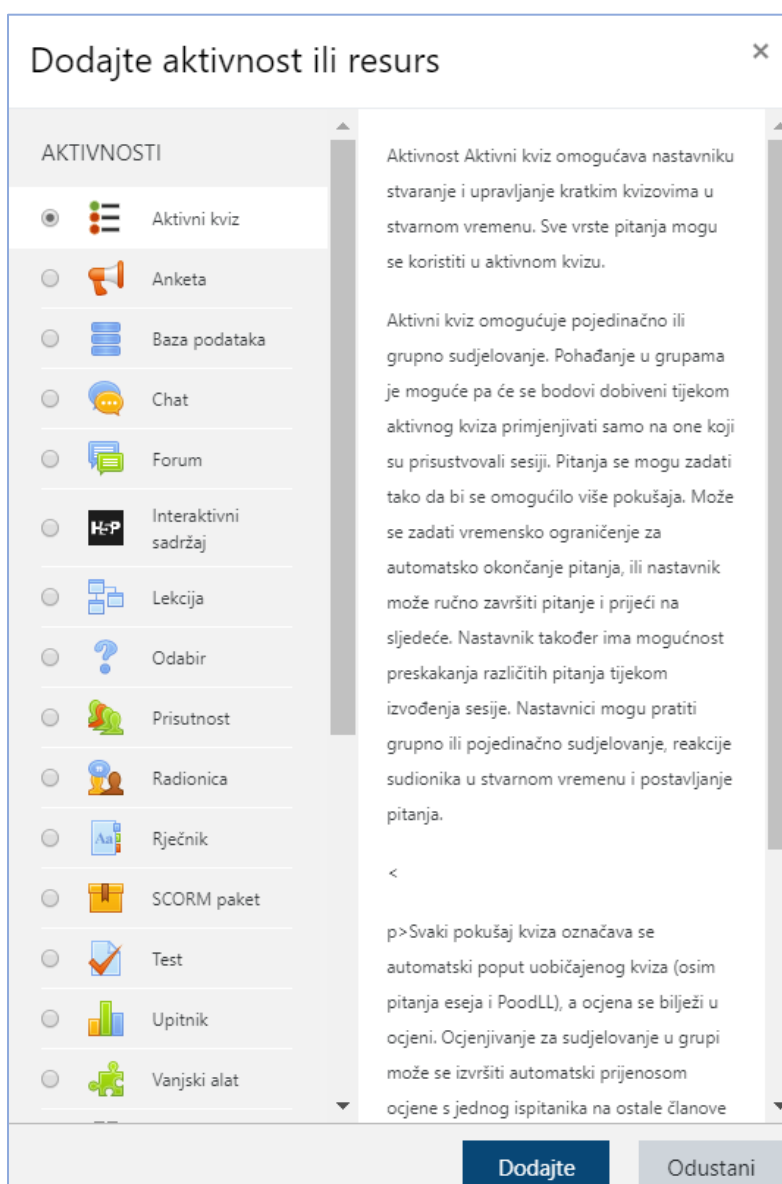 Dodajte aktivnost ili resurs
×
AKTIVNOSTI
Aktivni kviz
Anketa
Baza podataka
Chat
Forum
H5P
Interaktivni
sadržaj
Lekcija
Odabir
Prisutnost
Radionica
Aa
Rječnik
SCORM paket
Test
Upitnik
Vanjski alat
Aktivnost Aktivni kviz omogućava nastavniku
stvaranje i upravljanje kratkim kvizovima u
stvarnom vremenu. Sve vrste pitanja mogu
se koristiti u aktivnom kvizu.
Aktivni kviz omogućuje pojedinačno ili
grupno sudjelovanje. Pohađanje u grupama
je moguće pa će se bodovi dobiveni tijekom
aktivnog kviza primjenjivati samo na one koji
su prisustvovali sesiji. Pitanja se mogu zadati
tako da bi se omogućilo više pokušaja. Može
se zadati vremensko ograničenje za
automatsko okončanje pitanja, ili nastavnik
može ručno završiti pitanje i prijeći na
sljedeće. Nastavnik također ima mogućnost
preskakanja različitih pitanja tijekom
izvođenja sesije. Nastavnici mogu pratiti
grupno ili pojedinačno sudjelovanje, reakcije
sudionika u stvarnom vremenu i postavljanje
pitanja.
<
p>Svaki pokušaj kviza označava se
automatski poput uobičajenog kviza (osim
pitanja eseja i PoodLL), a ocjena se bilježi u
ocjeni. Ocjenjivanje za sudjelovanje u grupi
može se izvršiti automatski prijenosom
ocjene s jednog ispitanika na ostale članove
Dodajte
Odustani